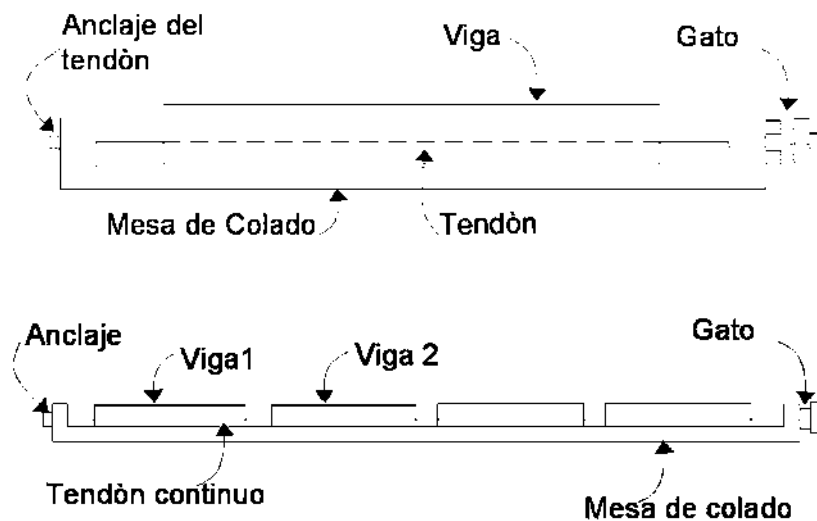 Anclaje del
tendòn
Viga
Gato
Mesa de Colado
Tendòn
Anclaje
Viga1
Viga 2
Gato
Tendòn continuo
Mesa de colado